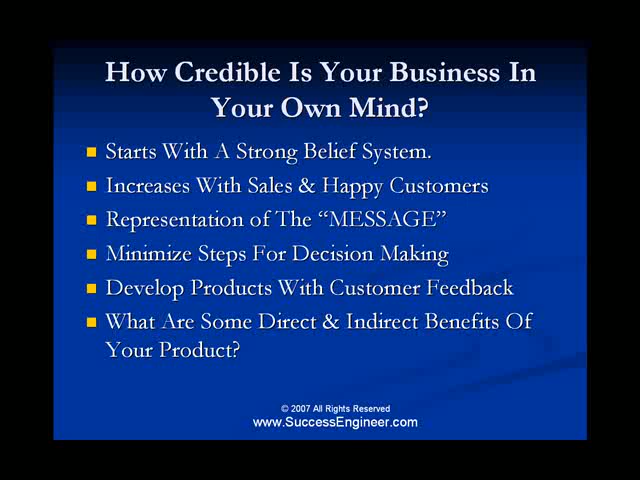 How Credible Is Your Business In
Your Own Mind?
Starts With A Strong Belief System.
Increases With Sales & Happy Customers
Representation of The “MESSAGE”
Minimize Steps For Decision Making
Develop Products With Customer Feedback
What Are Some Direct & Indirect Benefits Of
Your Product?
© 2007 All Rights Reserved
www.SuccessEngineer.com